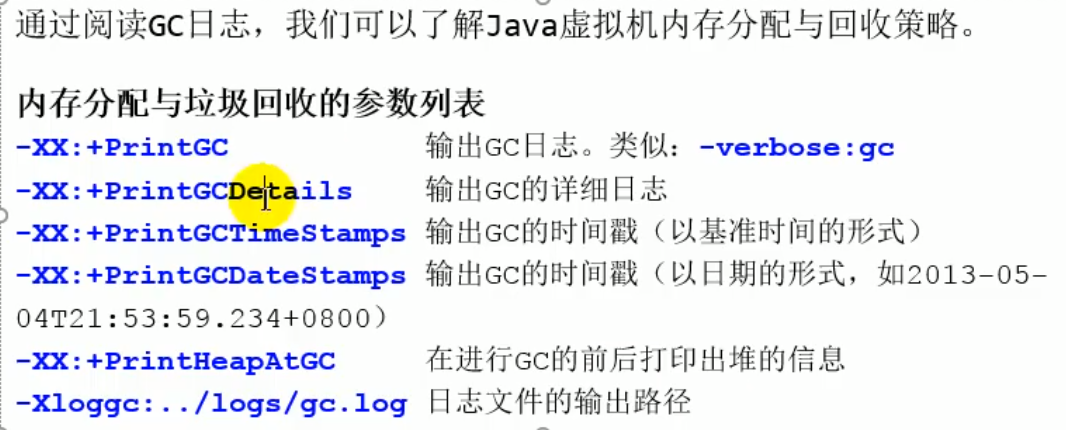 通过阅读GC日志，我们可以了解Java虚拟机内存分配与回收策略。
内存分配与垃圾回收的参数列表
-XX:+PrintGC 输出GC日志。类似：-verbose:gc
-XX:+PrintGCDetails 输出GC的详细日志
-XX:+PrintGCTimeStamps 输出GC的时间戳（以基准时间的形式）
-XX:+PrintGCDateStamps 输出GC的时间戳（以日期的形式，如2013-05-
04T21:53:59.234+0800）
-XX:+PrintHeapAtGC 在进行GC的前后打印出堆的信息
-Xloggc:../logs/gc.log 日志文件的输出路径